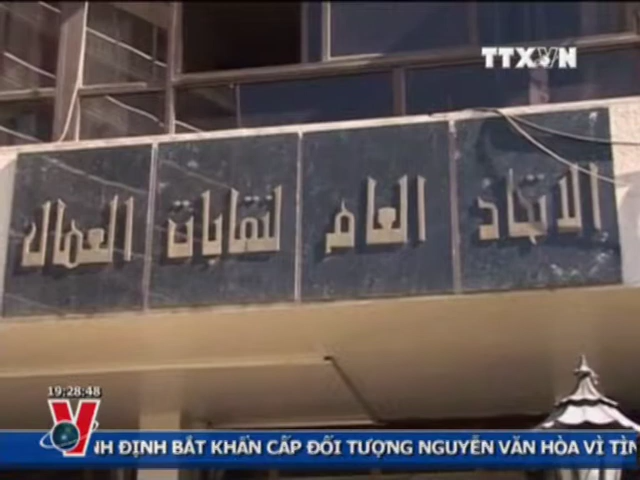 TTXVN
الاتحاد العام لنقابات العمال
19:28:48
V
NH ĐỊNH BẮT KHẨN CẤP ĐỐI TƯỢNG NGUYỄN VĂN HÒA VÌ TÌN